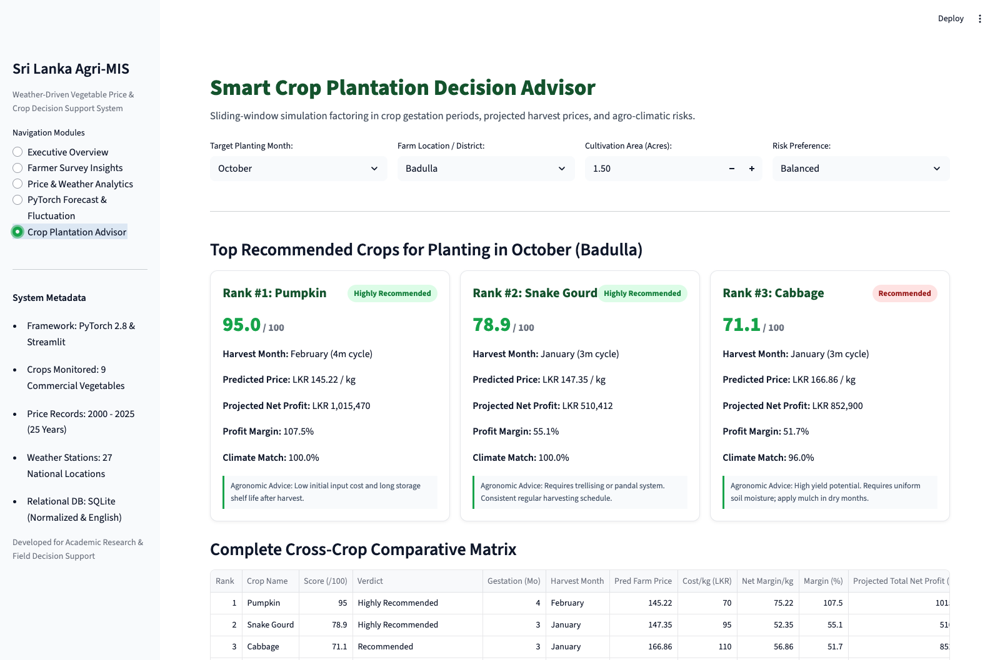 Deploy
Sri Lanka Agri-MIS
Weather-Driven Vegetable Price &
Crop Decision Support System
Navigation Modules
Executive Overview
Farmer Survey Insights
Price & Weather Analytics
PyTorch Forecast &
Fluctuation
Crop Plantation Advisor
System Metadata
Framework: PyTorch 2.8 &
Streamlit
Crops Monitored: 9
Commercial Vegetables
Price Records: 2000 - 2025
(25 Years)
Weather Stations: 27
National Locations
Relational DB: SQLite
(Normalized & English)
Developed for Academic Research &
Field Decision Support
Smart Crop Plantation Decision Advisor
Sliding-window simulation factoring in crop gestation periods, projected harvest prices, and agro-climatic risks.
Target Planting Month:
October
Farm Location / District:
Badulla
Cultivation Area (Acres):
1.50
Risk Preference:
Balanced
Top Recommended Crops for Planting in October (Badulla)
Rank #1: Pumpkin Highly Recommended
95.0 / 100
Harvest Month: February (4m cycle)
Predicted Price: LKR 145.22 / kg
Projected Net Profit: LKR 1,015,470
Profit Margin: 107.5%
Climate Match: 100.0%
Agronomic Advice: Low initial input cost and long storage
shelf life after harvest.
Rank #2: Snake Gourd Highly Recommended
78.9 / 100
Harvest Month: January (3m cycle)
Predicted Price: LKR 147.35 / kg
Projected Net Profit: LKR 510,412
Profit Margin: 55.1%
Climate Match: 100.0%
Agronomic Advice: Requires trellising or pandal system.
Consistent regular harvesting schedule.
Rank #3: Cabbage Recommended
71.1 / 100
Harvest Month: January (3m cycle)
Predicted Price: LKR 166.86 / kg
Projected Net Profit: LKR 852,900
Profit Margin: 51.7%
Climate Match: 96.0%
Agronomic Advice: High yield potential. Requires uniform
soil moisture; apply mulch in dry months.
Complete Cross-Crop Comparative Matrix
Rank Crop Name Score (/100) Verdict Gestation (Mo) Harvest Month Pred Farm Price Cost/kg (LKR) Net Margin/kg Margin (%) Projected Total Net Profit (
1 Pumpkin 95 Highly Recommended 4 February 145.22 70 75.22 107.5
2 Snake Gourd 78.9 Highly Recommended 3 January 147.35 95 52.35 55.1
3 Cabbage 71.1 Recommended 3 January 166.86 110 56.86 51.7